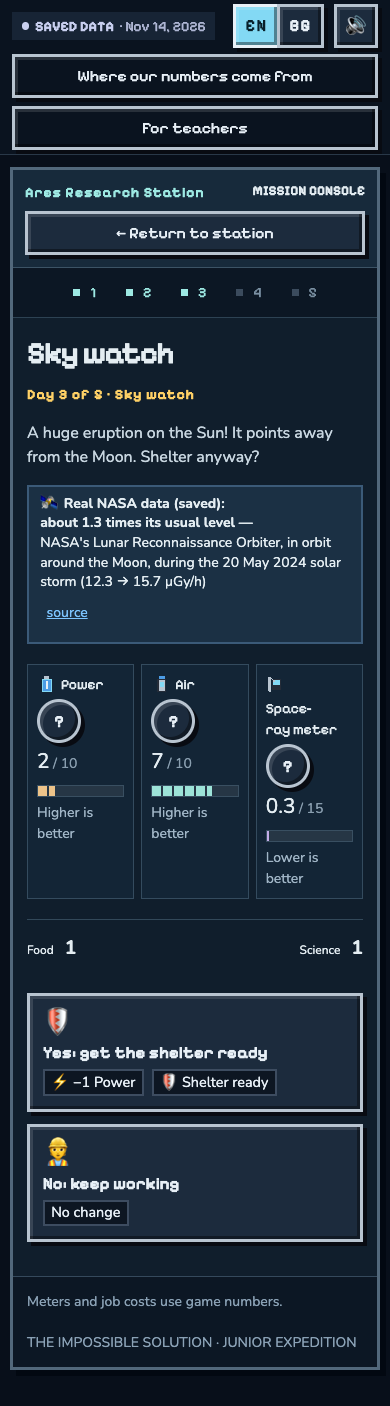 SAVED DATA · Nov 14, 2026
EN
Where our numbers come from
For teachers
Ares Research Station
MISSION CONSOLE
← Return to station
1 2 3 4 5
Sky watch
Day 3 of 5 · Sky watch
A huge eruption on the Sun! It points away
from the Moon. Shelter anyway?
Real NASA data (saved):
about 1.3 times its usual level —
NASA's Lunar Reconnaissance Orbiter, in orbit
around the Moon, during the 20 May 2024 solar
storm (12.3 → 15.7 µGy/h)
source
Power
?
2 / 10
Higher is
better
Air
?
7 / 10
Higher is
better
Space-
ray meter
?
0.3 / 15
Lower is
better
Food 1
Science 1
Yes: get the shelter ready
−1 Power
Shelter ready
No: keep working
No change
Meters and job costs use game numbers.
THE IMPOSSIBLE SOLUTION · JUNIOR EXPEDITION